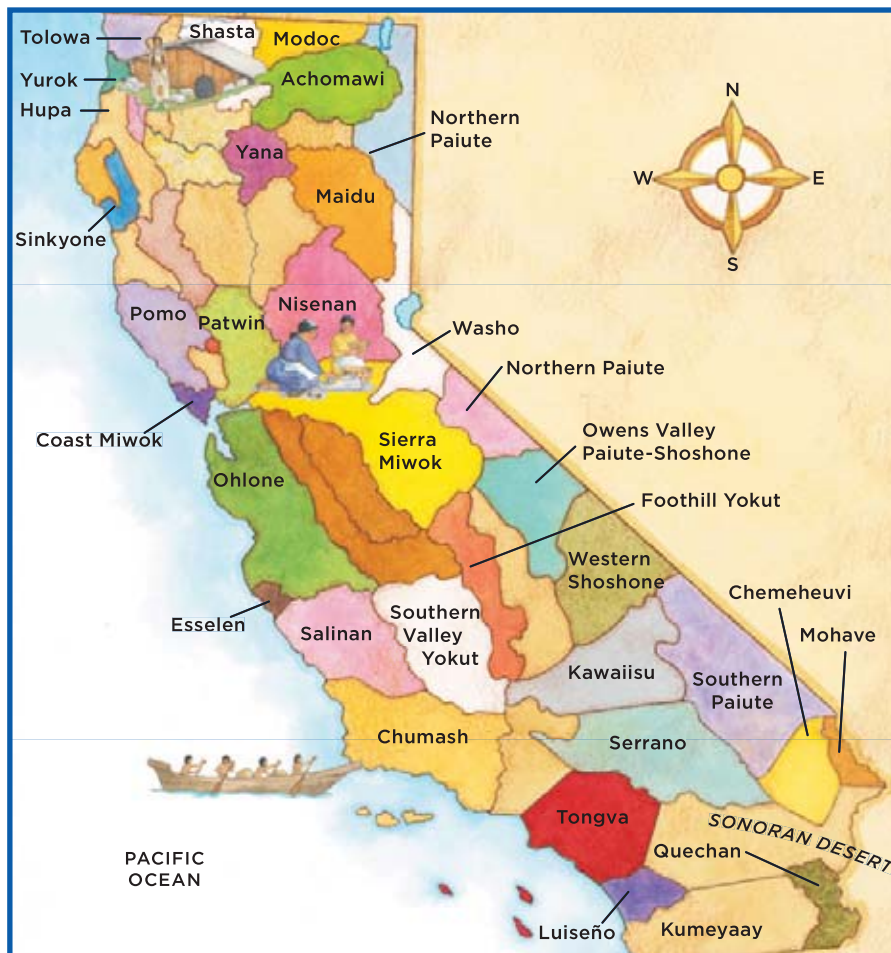 Tolowa
Shasta
Modoc
Yurok
Achomawi
Hupa
Northern
Paiute
Yana
Maidu
N
W
E
S
Sinkyone
Pomo
Patwin
Nisenan
Washo
Northern Paiute
Coast Miwok
Sierra
Miwok
Owens Valley
Paiute-Shoshone
Ohlone
Foothill Yokut
Western
Shoshone
Chemeheuvi
Esselen
Salinan
Southern
Valley
Yokut
Mohave
Kawaiisu
Southern
Paiute
Chumash
Serrano
Tongva
SONORAN DESERT
PACIFIC
OCEAN
Quechan
Luiseño
Kumeyaay